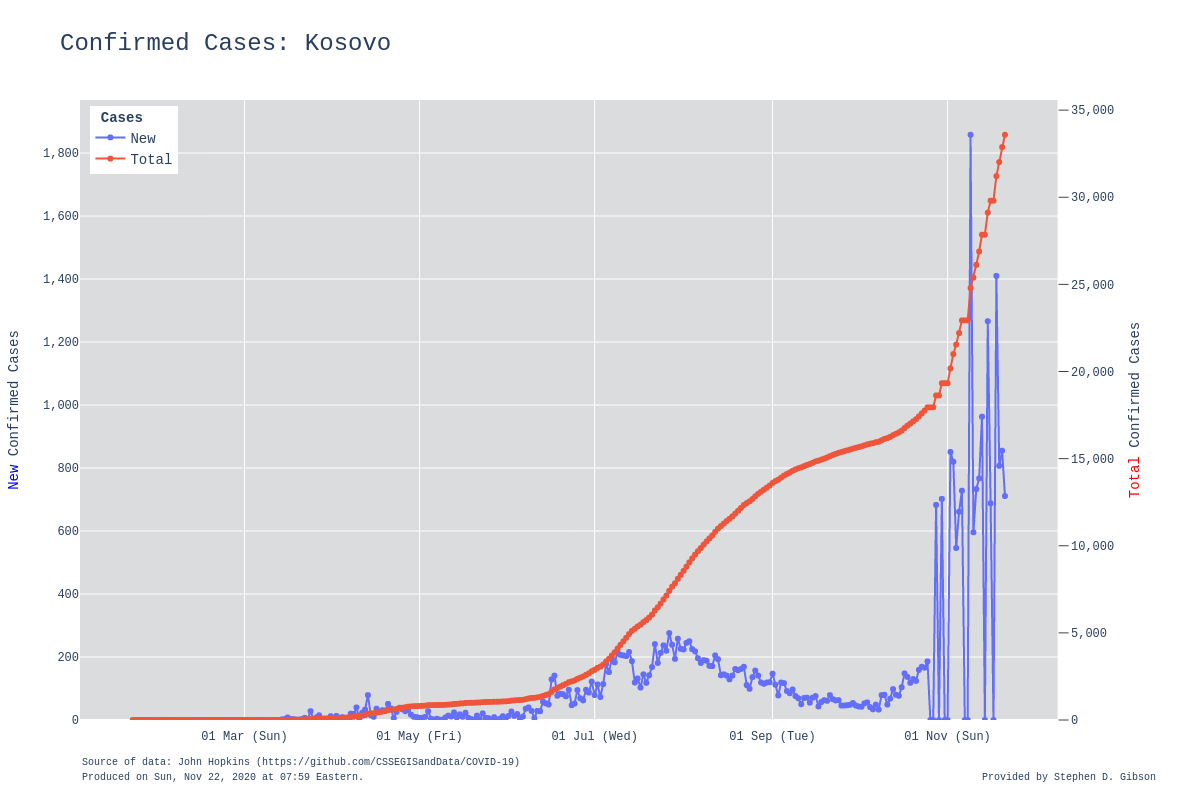 Confirmed Cases: Kosovo
Cases
New
Total
1,800
1,600
1,400
1,200
1,000
800
600
400
200
0
35,000
30,000
25,000
20,000
15,000
10,000
5,000
0
New Confirmed Cases
Total Confirmed Cases
01 Mar (Sun)
01 May (Fri)
01 Jul (Wed)
01 Sep (Tue)
01 Nov (Sun)
Source of data: John Hopkins (https://github.com/CSSEGISandData/COVID-19)
Produced on Sun, Nov 22, 2020 at 07:59 Eastern.
Provided by Stephen D. Gibson